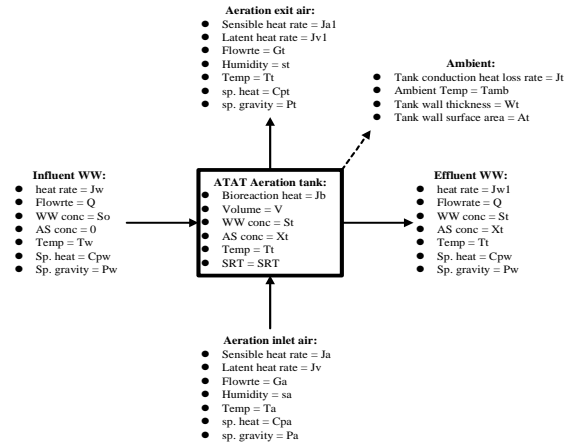 Aeration exit air:
● Sensible heat rate = Ja1
● Latent heat rate = Jv1
● Flowrte = Gt
● Humidity = st
● Temp = Tt
● sp. heat = Cpt
● sp. gravity = Pt
Ambient:
● Tank conduction heat loss rate = Jt
● Ambient Temp = Tamb
● Tank wall thickness = Wt
● Tank wall surface area = At
Influent WW:
● heat rate = Jw
● Flowrte = Q
● WW conc = So
● AS conc = 0
● Temp = Tw
● Sp. heat = Cpw
● Sp. gravity = Pw
ATAT Aeration tank:
● Bioreaction heat = Jb
● Volume = V
● WW conc = St
● AS conc = Xt
● Temp = Tt
● SRT = SRT
Effluent WW:
● heat rate = Jw1
● Flowrate = Q
● WW conc = St
● AS conc = Xt
● Temp = Tt
● Sp. heat = Cpw
● Sp. gravity = Pw
Aeration inlet air:
● Sensible heat rate = Ja
● Latent heat rate = Jv
● Flowrte = Ga
● Humidity = sa
● Temp = Ta
● sp. heat = Cpa
● sp. gravity = Pa